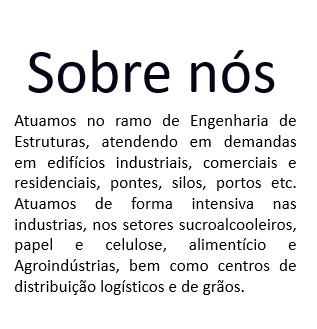 Sobre nós
Atuamos no ramo de Engenharia de
Estruturas, atendendo em demandas
em edifícios industriais, comerciais e
residenciais, pontes, silos, portos etc.
Atuamos de forma intensiva nas
industrias, nos setores sucroalcooleiros,
papel e celulose, alimentício e
Agroindústrias, bem como centros de
distribuição logísticos e de grãos.